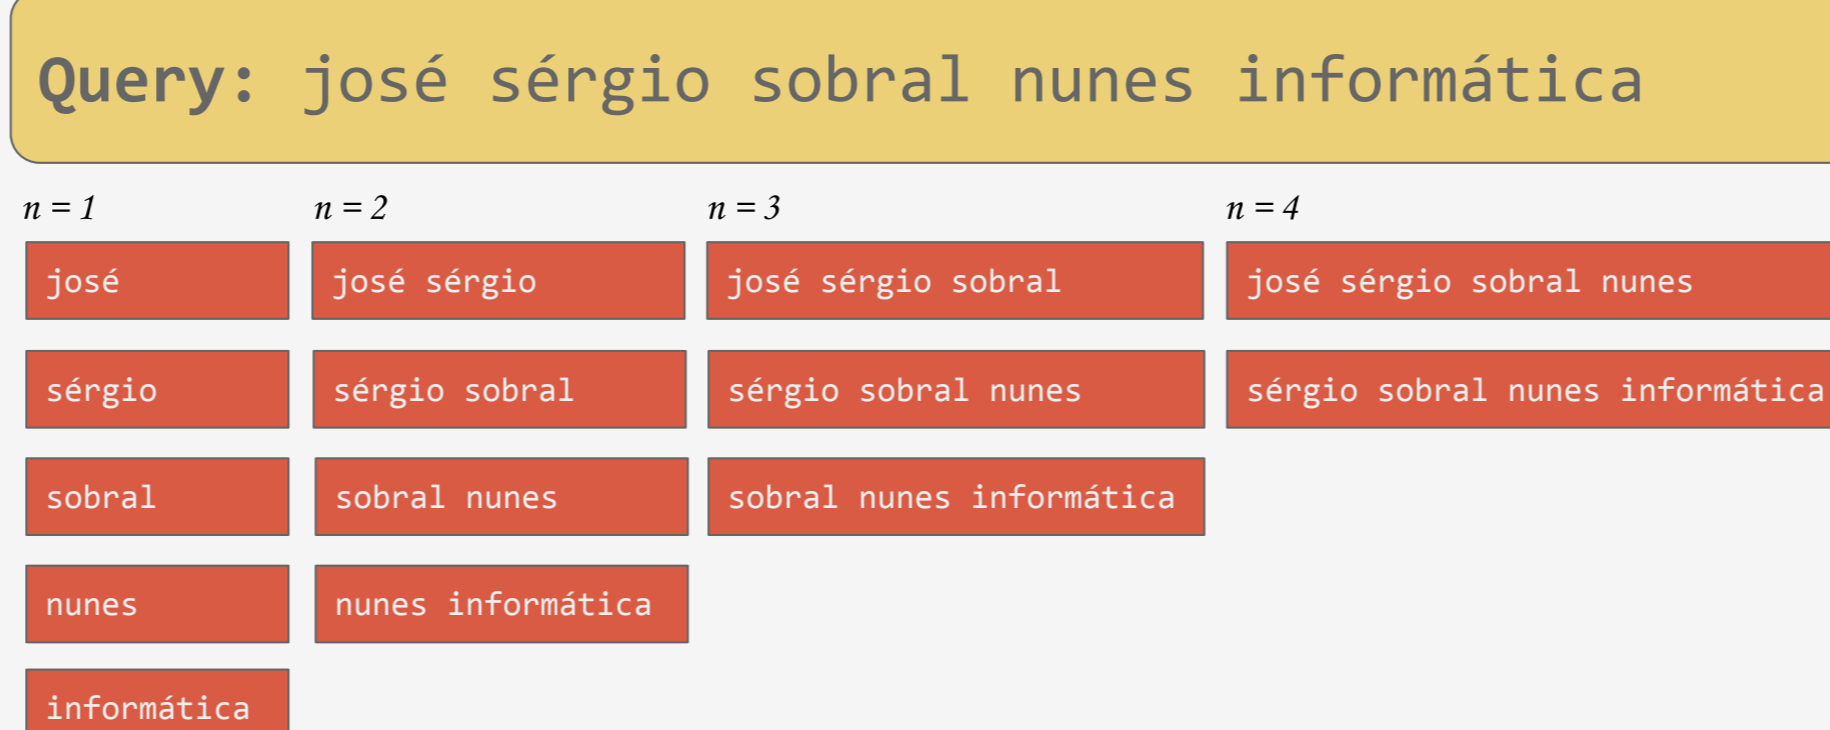 Query: josé sérgio sobral nunes informática
n = 1
n = 2
n = 3
n = 4
josé
josé sérgio
josé sérgio sobral
josé sérgio sobral nunes
sérgio
sérgio sobral
sérgio sobral nunes
sérgio sobral nunes informática
sobral
sobral nunes
sobral nunes informática
nunes
nunes informática
informática